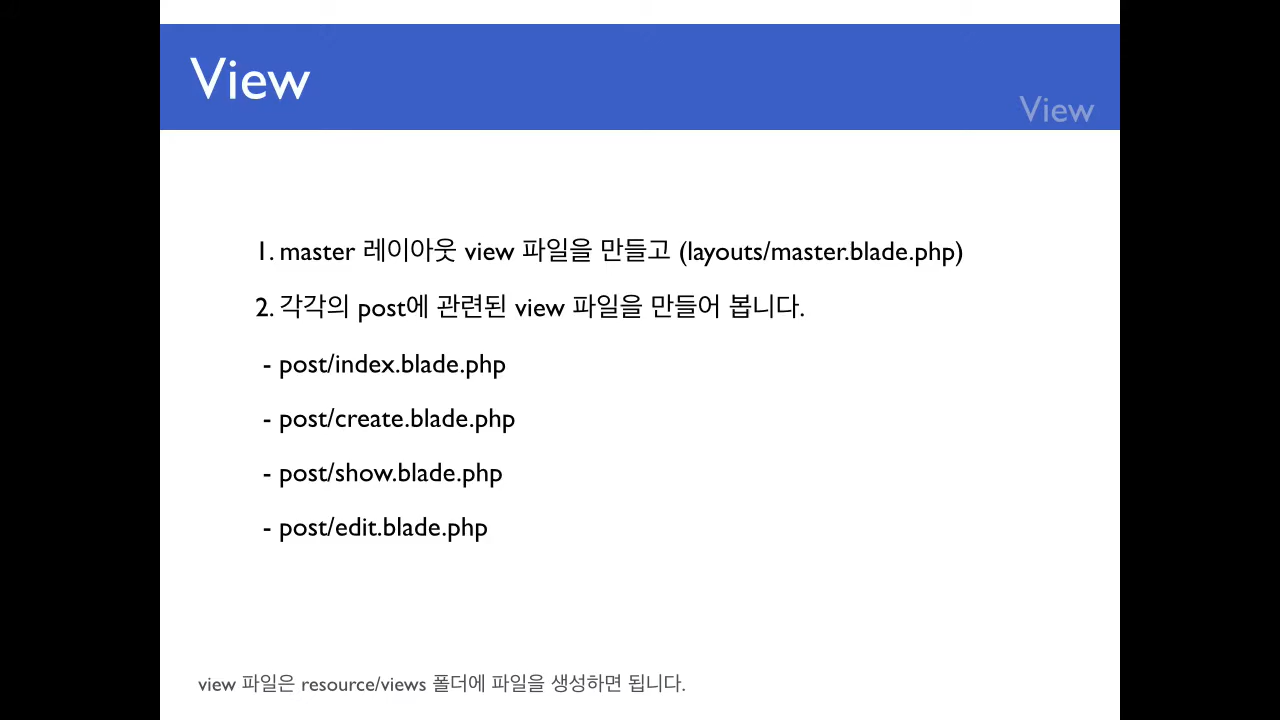 View
View
1. master 레이아웃 view 파일을 만들고 (layouts/master.blade.php)
2. 각각의 post에 관련된 view 파일을 만들어 봅니다.
- post/index.blade.php
- post/create.blade.php
- post/show.blade.php
- post/edit.blade.php
view 파일은 resource/views 폴더에 파일을 생성하면 됩니다.